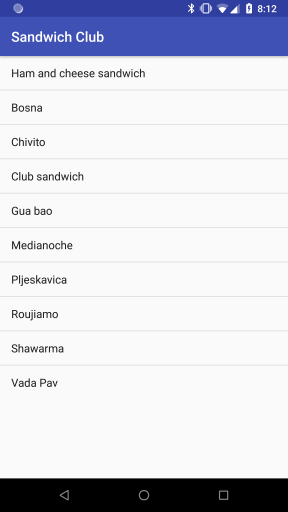 8:12
Sandwich Club
Ham and cheese sandwich
Bosna
Chivito
Club sandwich
Gua bao
Medianoche
Pljeskavica
Roujiamo
Shawarma
Vada Pav